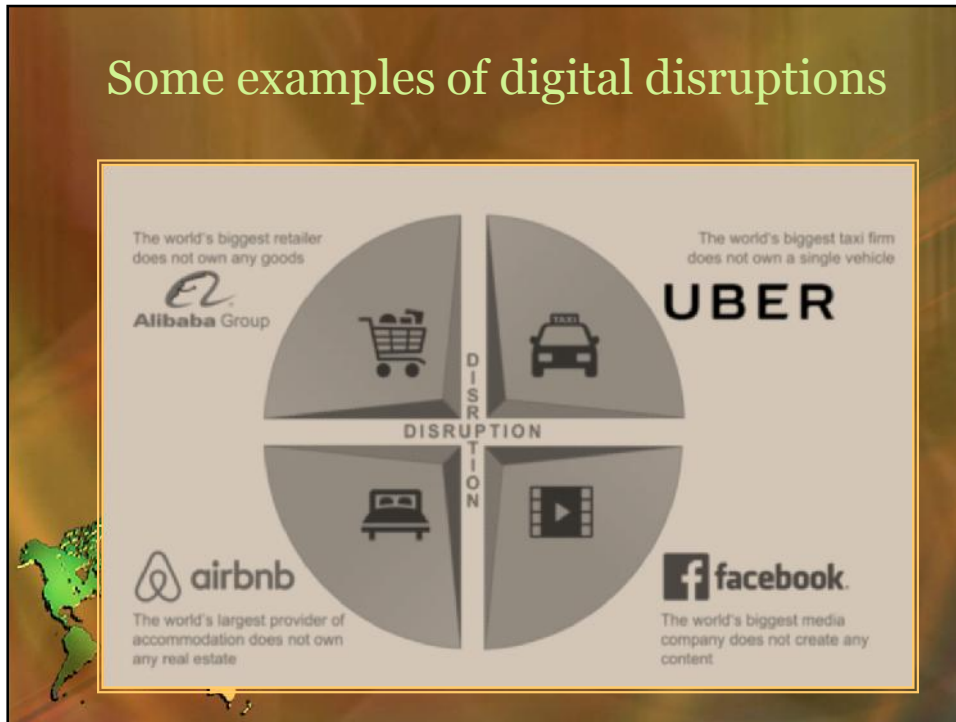 Some examples of digital disruptions
The world's biggest retailer
does not own any goods
Alibaba Group
The world's biggest taxi firm
does not own a single vehicle
UBER
TAXI
DISRUPTION
DISRUPTION
airbnb
The world's largest provider of
accommodation does not own
any real estate
facebook.
The world's biggest media
company does not create any
content